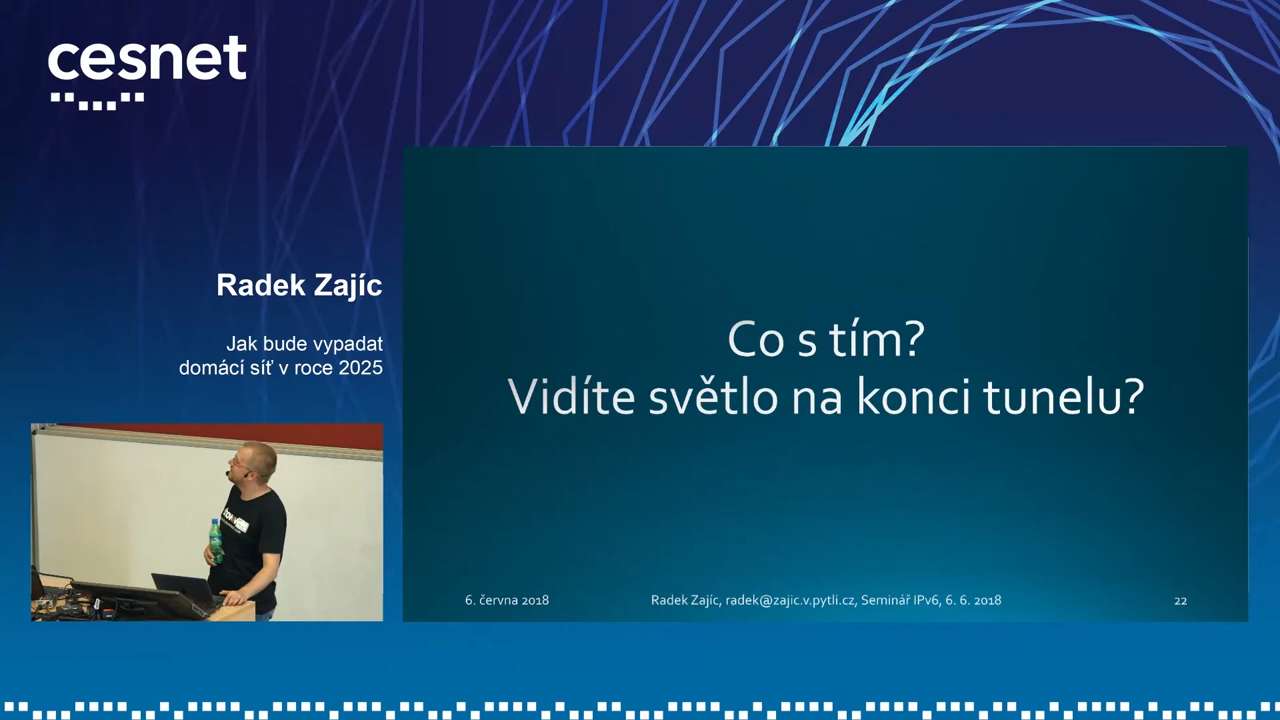 cesnet
Radek Zajíc
Jak bude vypadat
domácí síť v roce 2025
Co s tím?
Vidíte světlo na konci tunelu?
6. června 2018
Radek Zajíc, radek@zajic.v.pytli.cz, Seminář IPv6, 6. 6. 2018
22